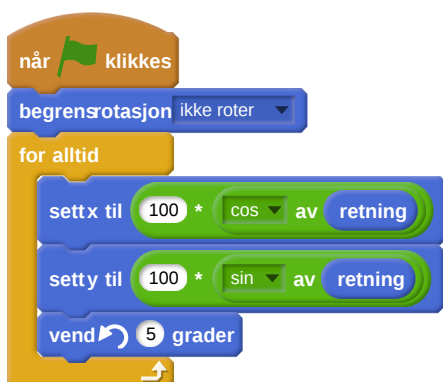 når klikkes
begrens rotasjon ikke roter
for alltid
sett x til 100 * cos av retning
sett y til 100 * sin av retning
vend 5 grader